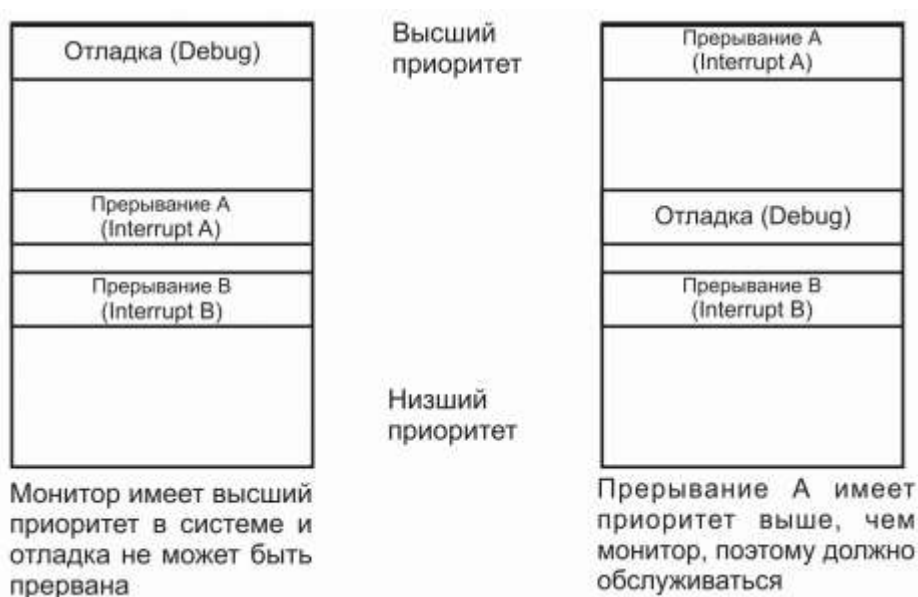 Отладка (Debug)
Прерывание A
(Interrupt A)
Прерывание B
(Interrupt B)
Монитор имеет высший
приоритет в системе и
отладка не может быть
прервана
Высший
приоритет
Низший
приоритет
Прерывание A
(Interrupt A)
Отладка (Debug)
Прерывание B
(Interrupt B)
Прерывание A имеет
приоритет выше, чем
монитор, поэтому должно
обслуживаться